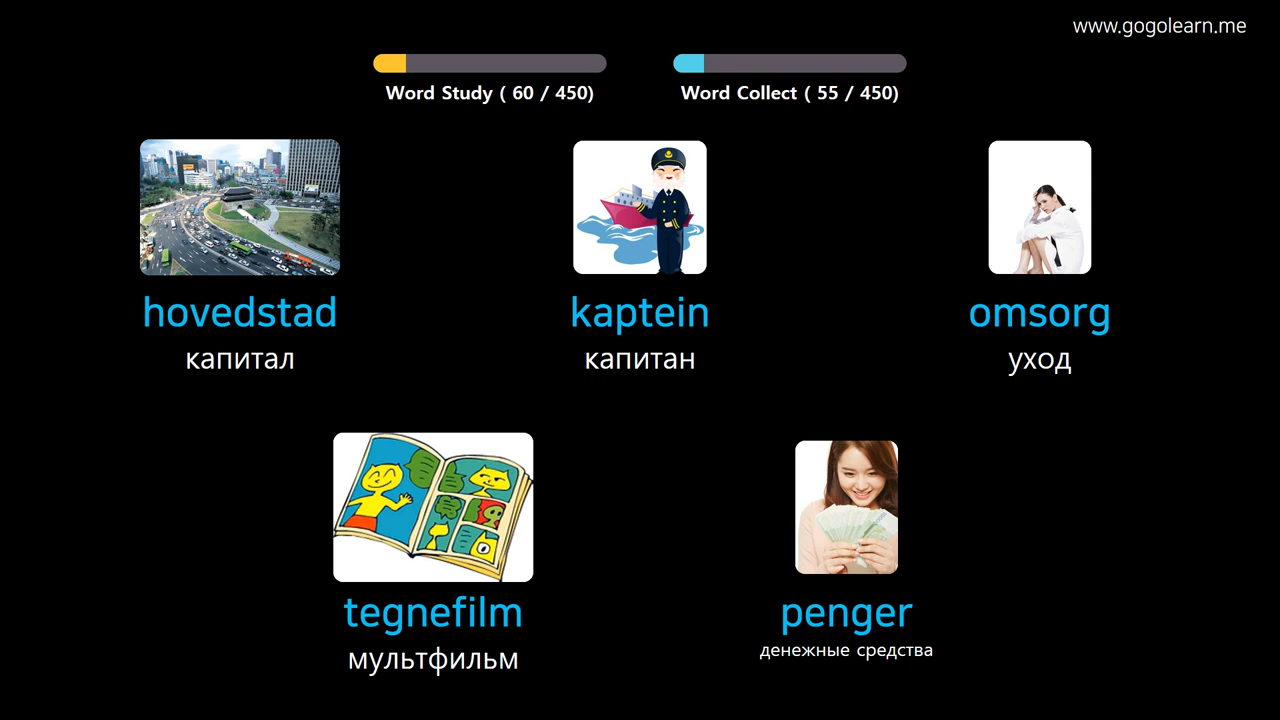 www.gogolearn.me
Word Study ( 60 / 450)
Word Collect ( 55 / 450)
hovedstad
капитал
kaptein
капитан
omsorg
уход
tegnefilm
мультфильм
penger
денежные средства